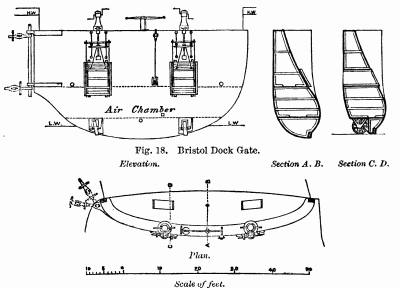 H.W
H.W
Air Chamber
L.W.
L.W.
Fig. 18. Bristol Dock Gate.
Elevation. Section A. B. Section C. D.
Plan.
10 5 0 10 20 30 40 50
Scale of feet.